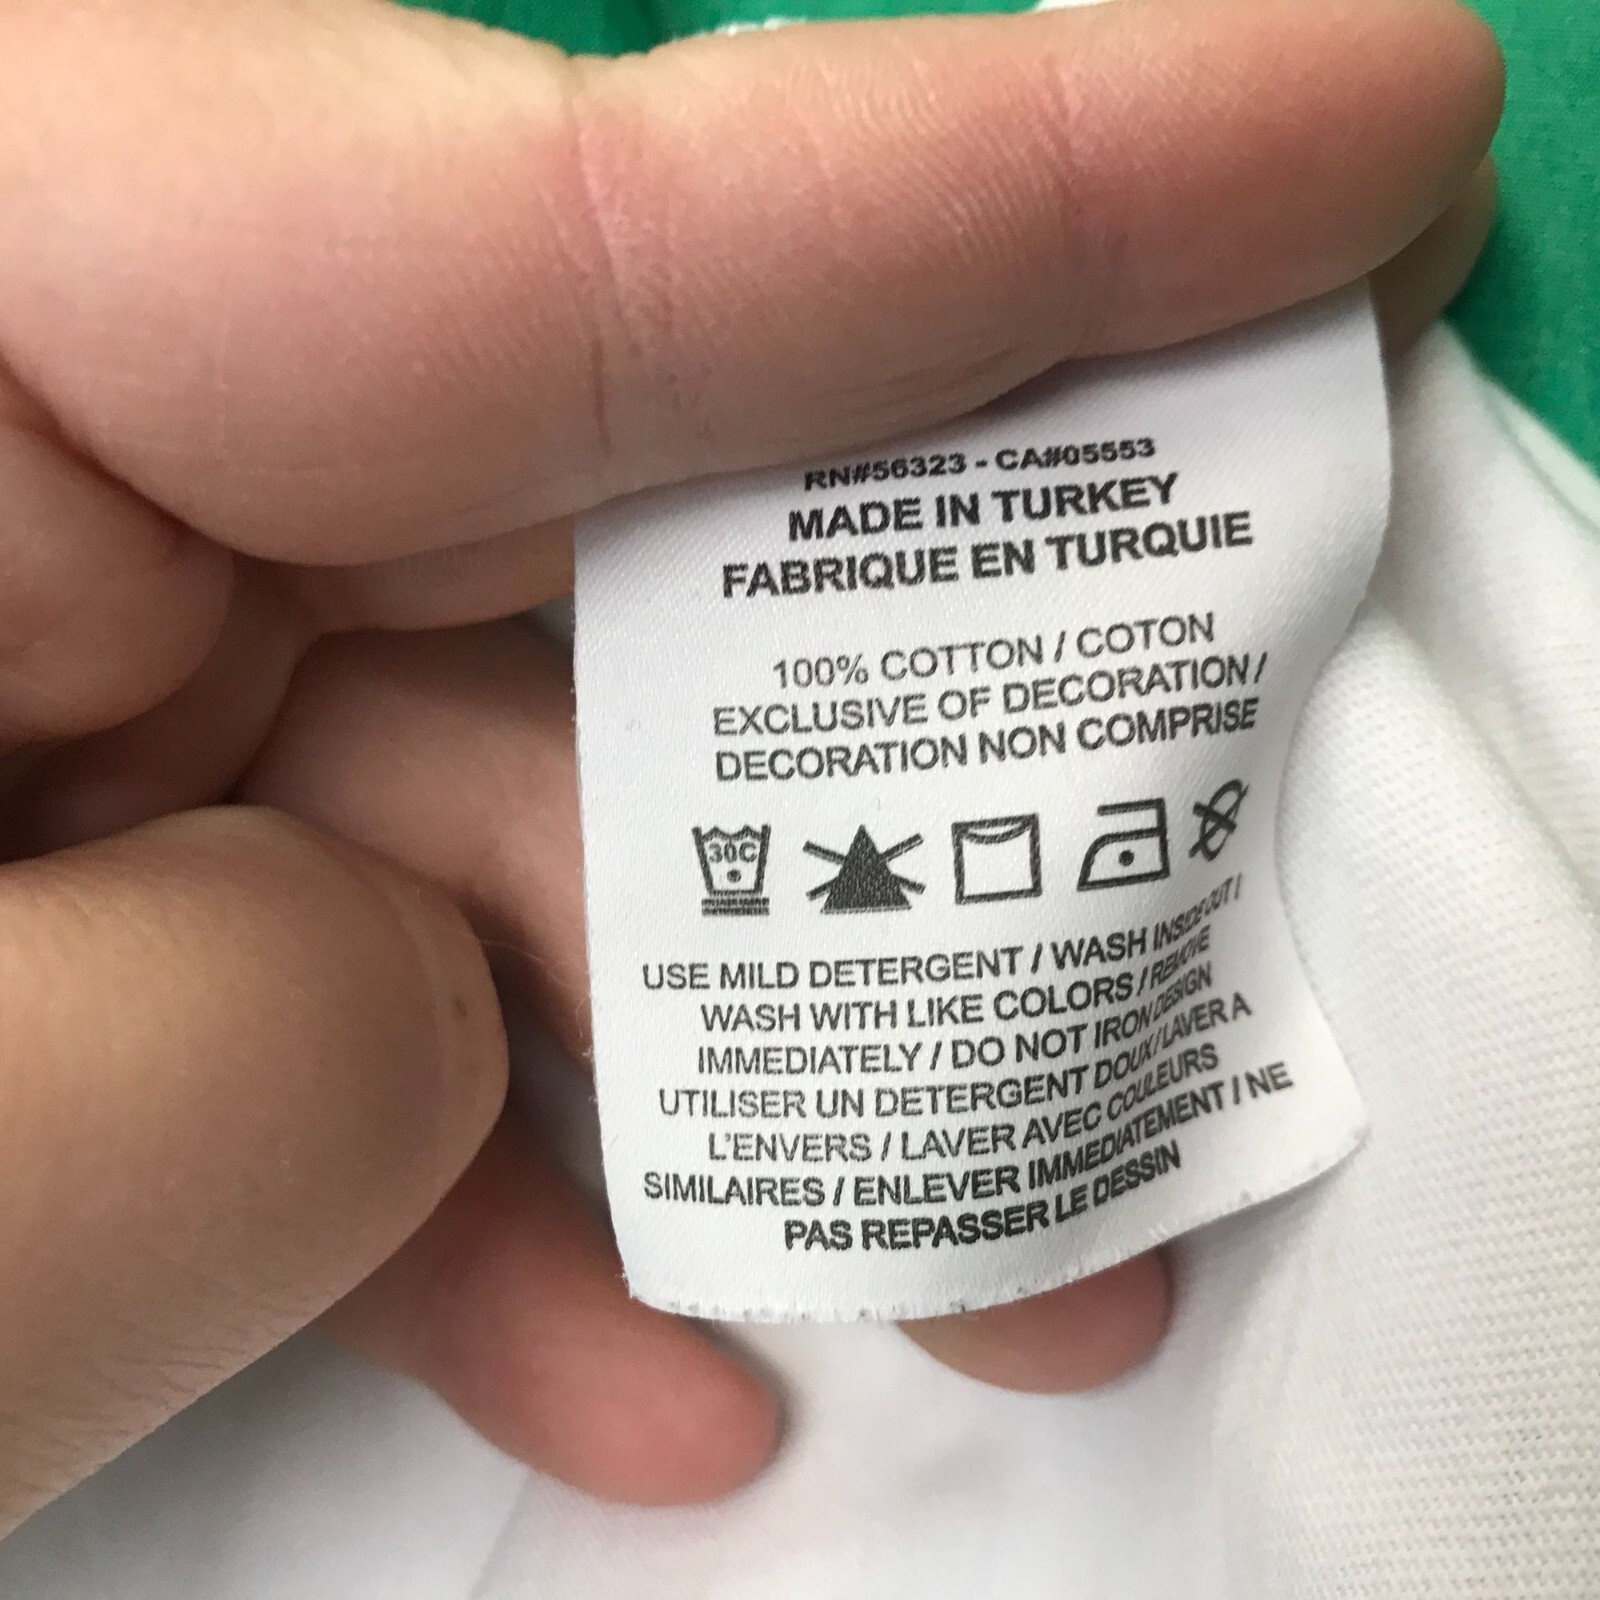 RN#56323 - CA#05553
MADE IN TURKEY
FABRIQUE EN TURQUIE
100% COTTON / COTON
EXCLUSIVE OF DECORATION /
DECORATION NON COMPRISE
30C
USE MILD DETERGENT / WASH INSIDE OUT /
WASH WITH LIKE COLORS / REMOVE
IMMEDIATELY / DO NOT IRON DESIGN
UTILISER UN DETERGENT DOUX / LAVER A
L'ENVERS / LAVER AVEC COULEURS
SIMILAIRES / ENLEVER IMMEDIATEMENT / NE
PAS REPASSER LE DESSIN